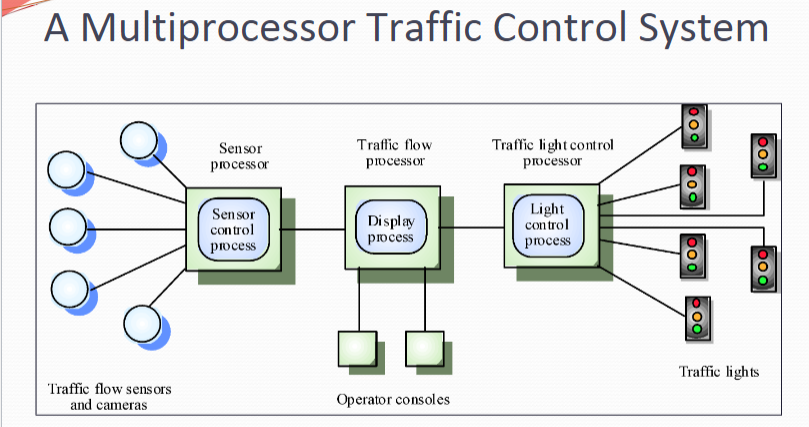 A Multiprocessor Traffic Control System
Sensor
processor
Traffic flow
processor
Traffic light control
processor
Sensor
control
process
Display
process
Light
control
process
Traffic flow sensors
and cameras
Operator consoles
Traffic lights